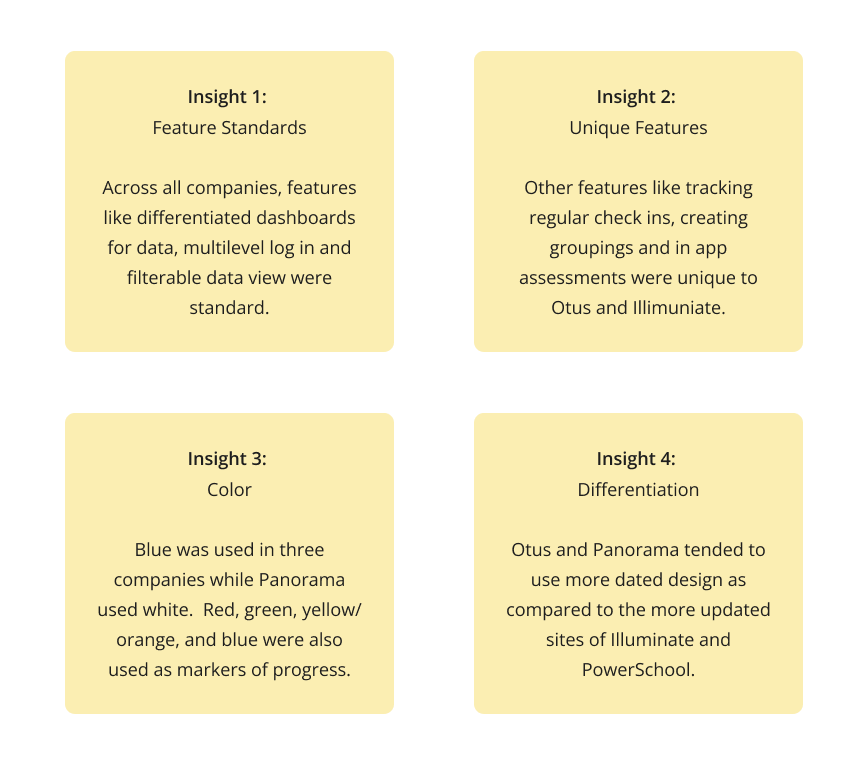 Insight 1:
Feature Standards
Across all companies, features
like differentiated dashboards
for data, multilevel log in and
filterable data view were
standard.
Insight 2:
Unique Features
Other features like tracking
regular check ins, creating
groupings and in app
assessments were unique to
Otus and Illimuniate.
Insight 3:
Color
Blue was used in three
companies while Panorama
used white.  Red, green, yellow/
orange, and blue were also
used as markers of progress.
Insight 4:
Differentiation
Otus and Panorama tended to
use more dated design as
compared to the more updated
sites of Illuminate and
PowerSchool.